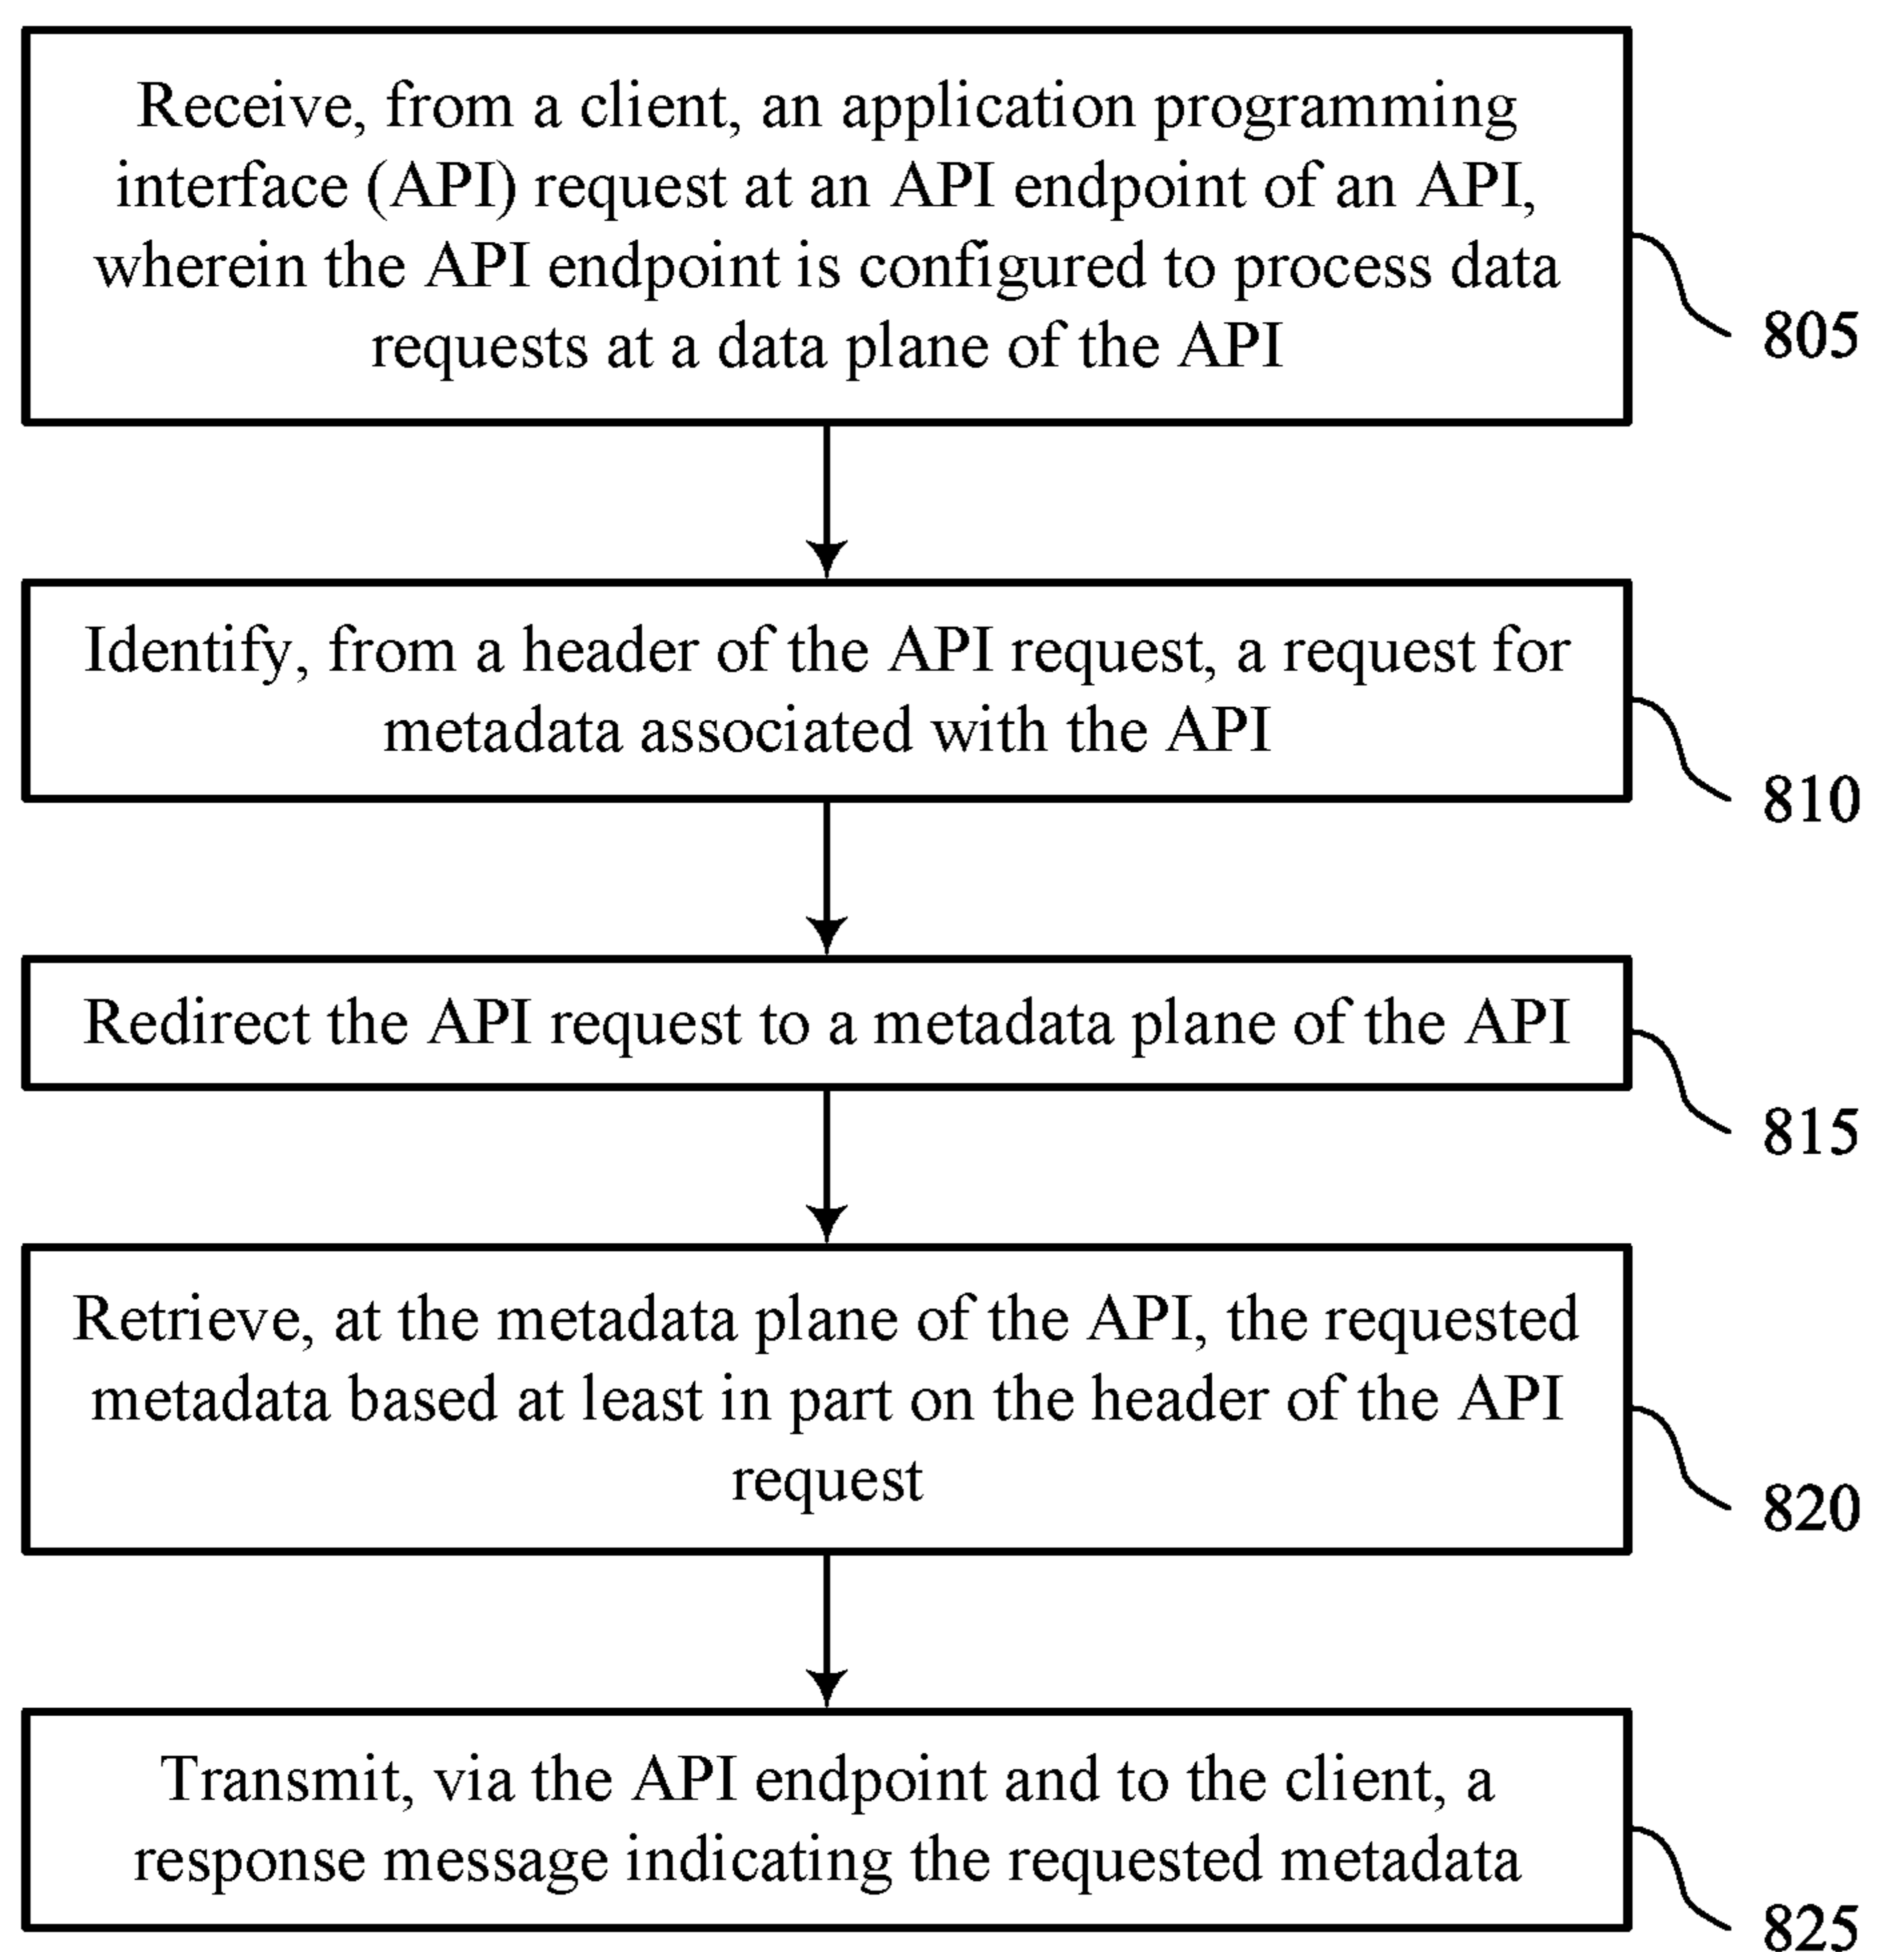 Receive, from a client, an application programming
interface (API) request at an API endpoint of an API,
wherein the API endpoint is configured to process data
requests at a data plane of the API
805
Identify, from a header of the API request, a request for
metadata associated with the API
810
Redirect the API request to a metadata plane of the API
815
Retrieve, at the metadata plane of the API, the requested
metadata based at least in part on the header of the API
request
820
Transmit, via the API endpoint and to the client, a
response message indicating the requested metadata
825